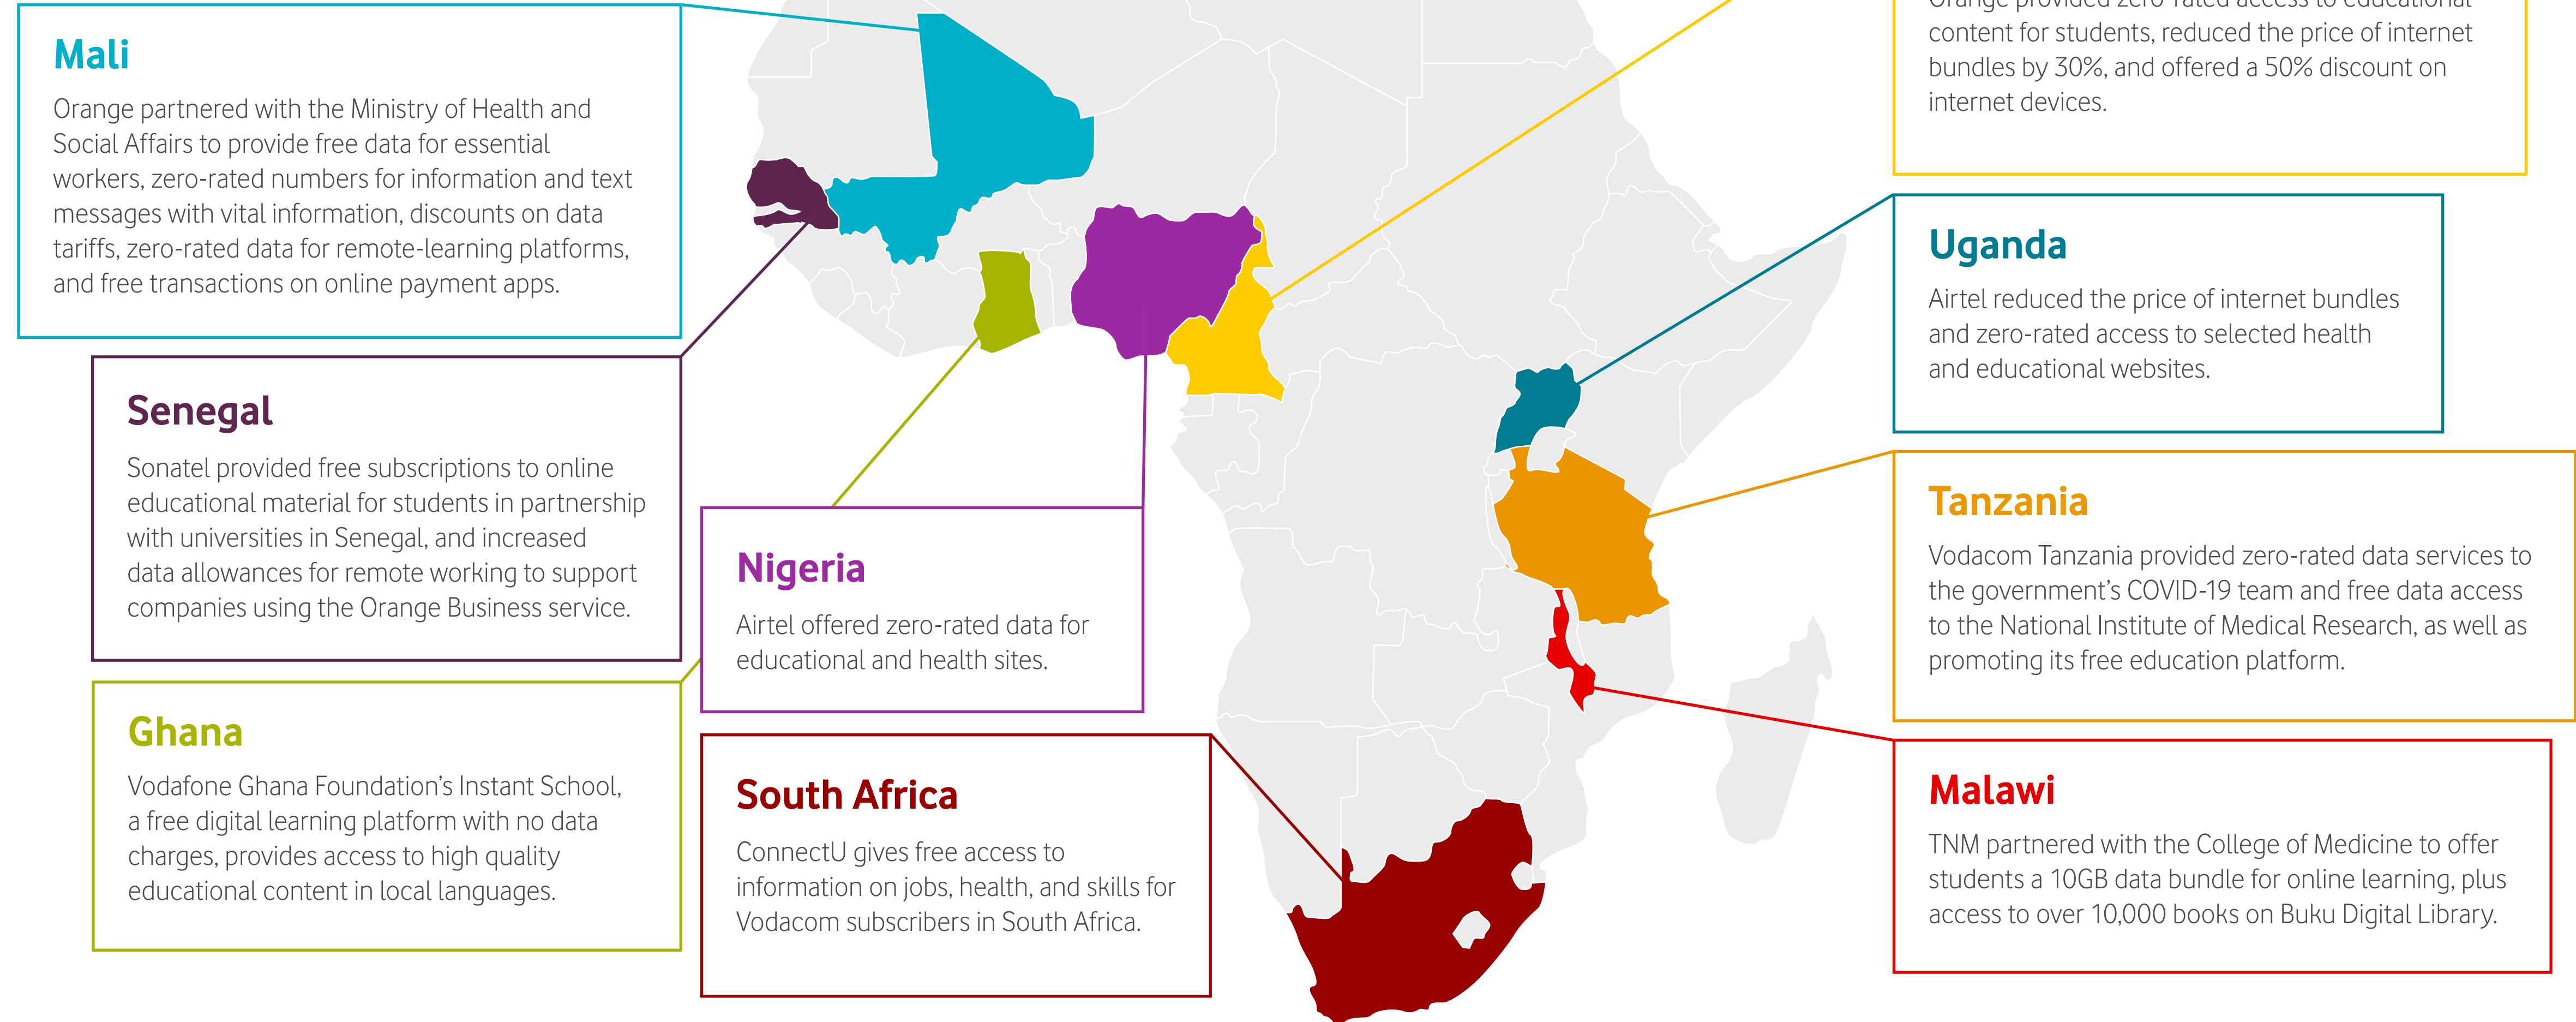 Mali
Orange partnered with the Ministry of Health and
Social Affairs to provide free data for essential
workers, zero-rated numbers for information and text
messages with vital information, discounts on data
tariffs, zero-rated data for remote-learning platforms,
and free transactions on online payment apps.
Senegal
Sonatel provided free subscriptions to online
educational material for students in partnership
with universities in Senegal, and increased
data allowances for remote working to support
companies using the Orange Business service.
Ghana
Vodafone Ghana Foundation’s Instant School,
a free digital learning platform with no data
charges, provides access to high quality
educational content in local languages.
Nigeria
Airtel offered zero-rated data for
educational and health sites.
South Africa
ConnectU gives free access to
information on jobs, health, and skills for
Vodacom subscribers in South Africa.
Orange provided zero-rated access to educational
content for students, reduced the price of internet
bundles by 30%, and offered a 50% discount on
internet devices.
Uganda
Airtel reduced the price of internet bundles
and zero-rated access to selected health
and educational websites.
Tanzania
Vodacom Tanzania provided zero-rated data services to
the government’s COVID-19 team and free data access
to the National Institute of Medical Research, as well as
promoting its free education platform.
Malawi
TNM partnered with the College of Medicine to offer
students a 10GB data bundle for online learning, plus
access to over 10,000 books on Buku Digital Library.